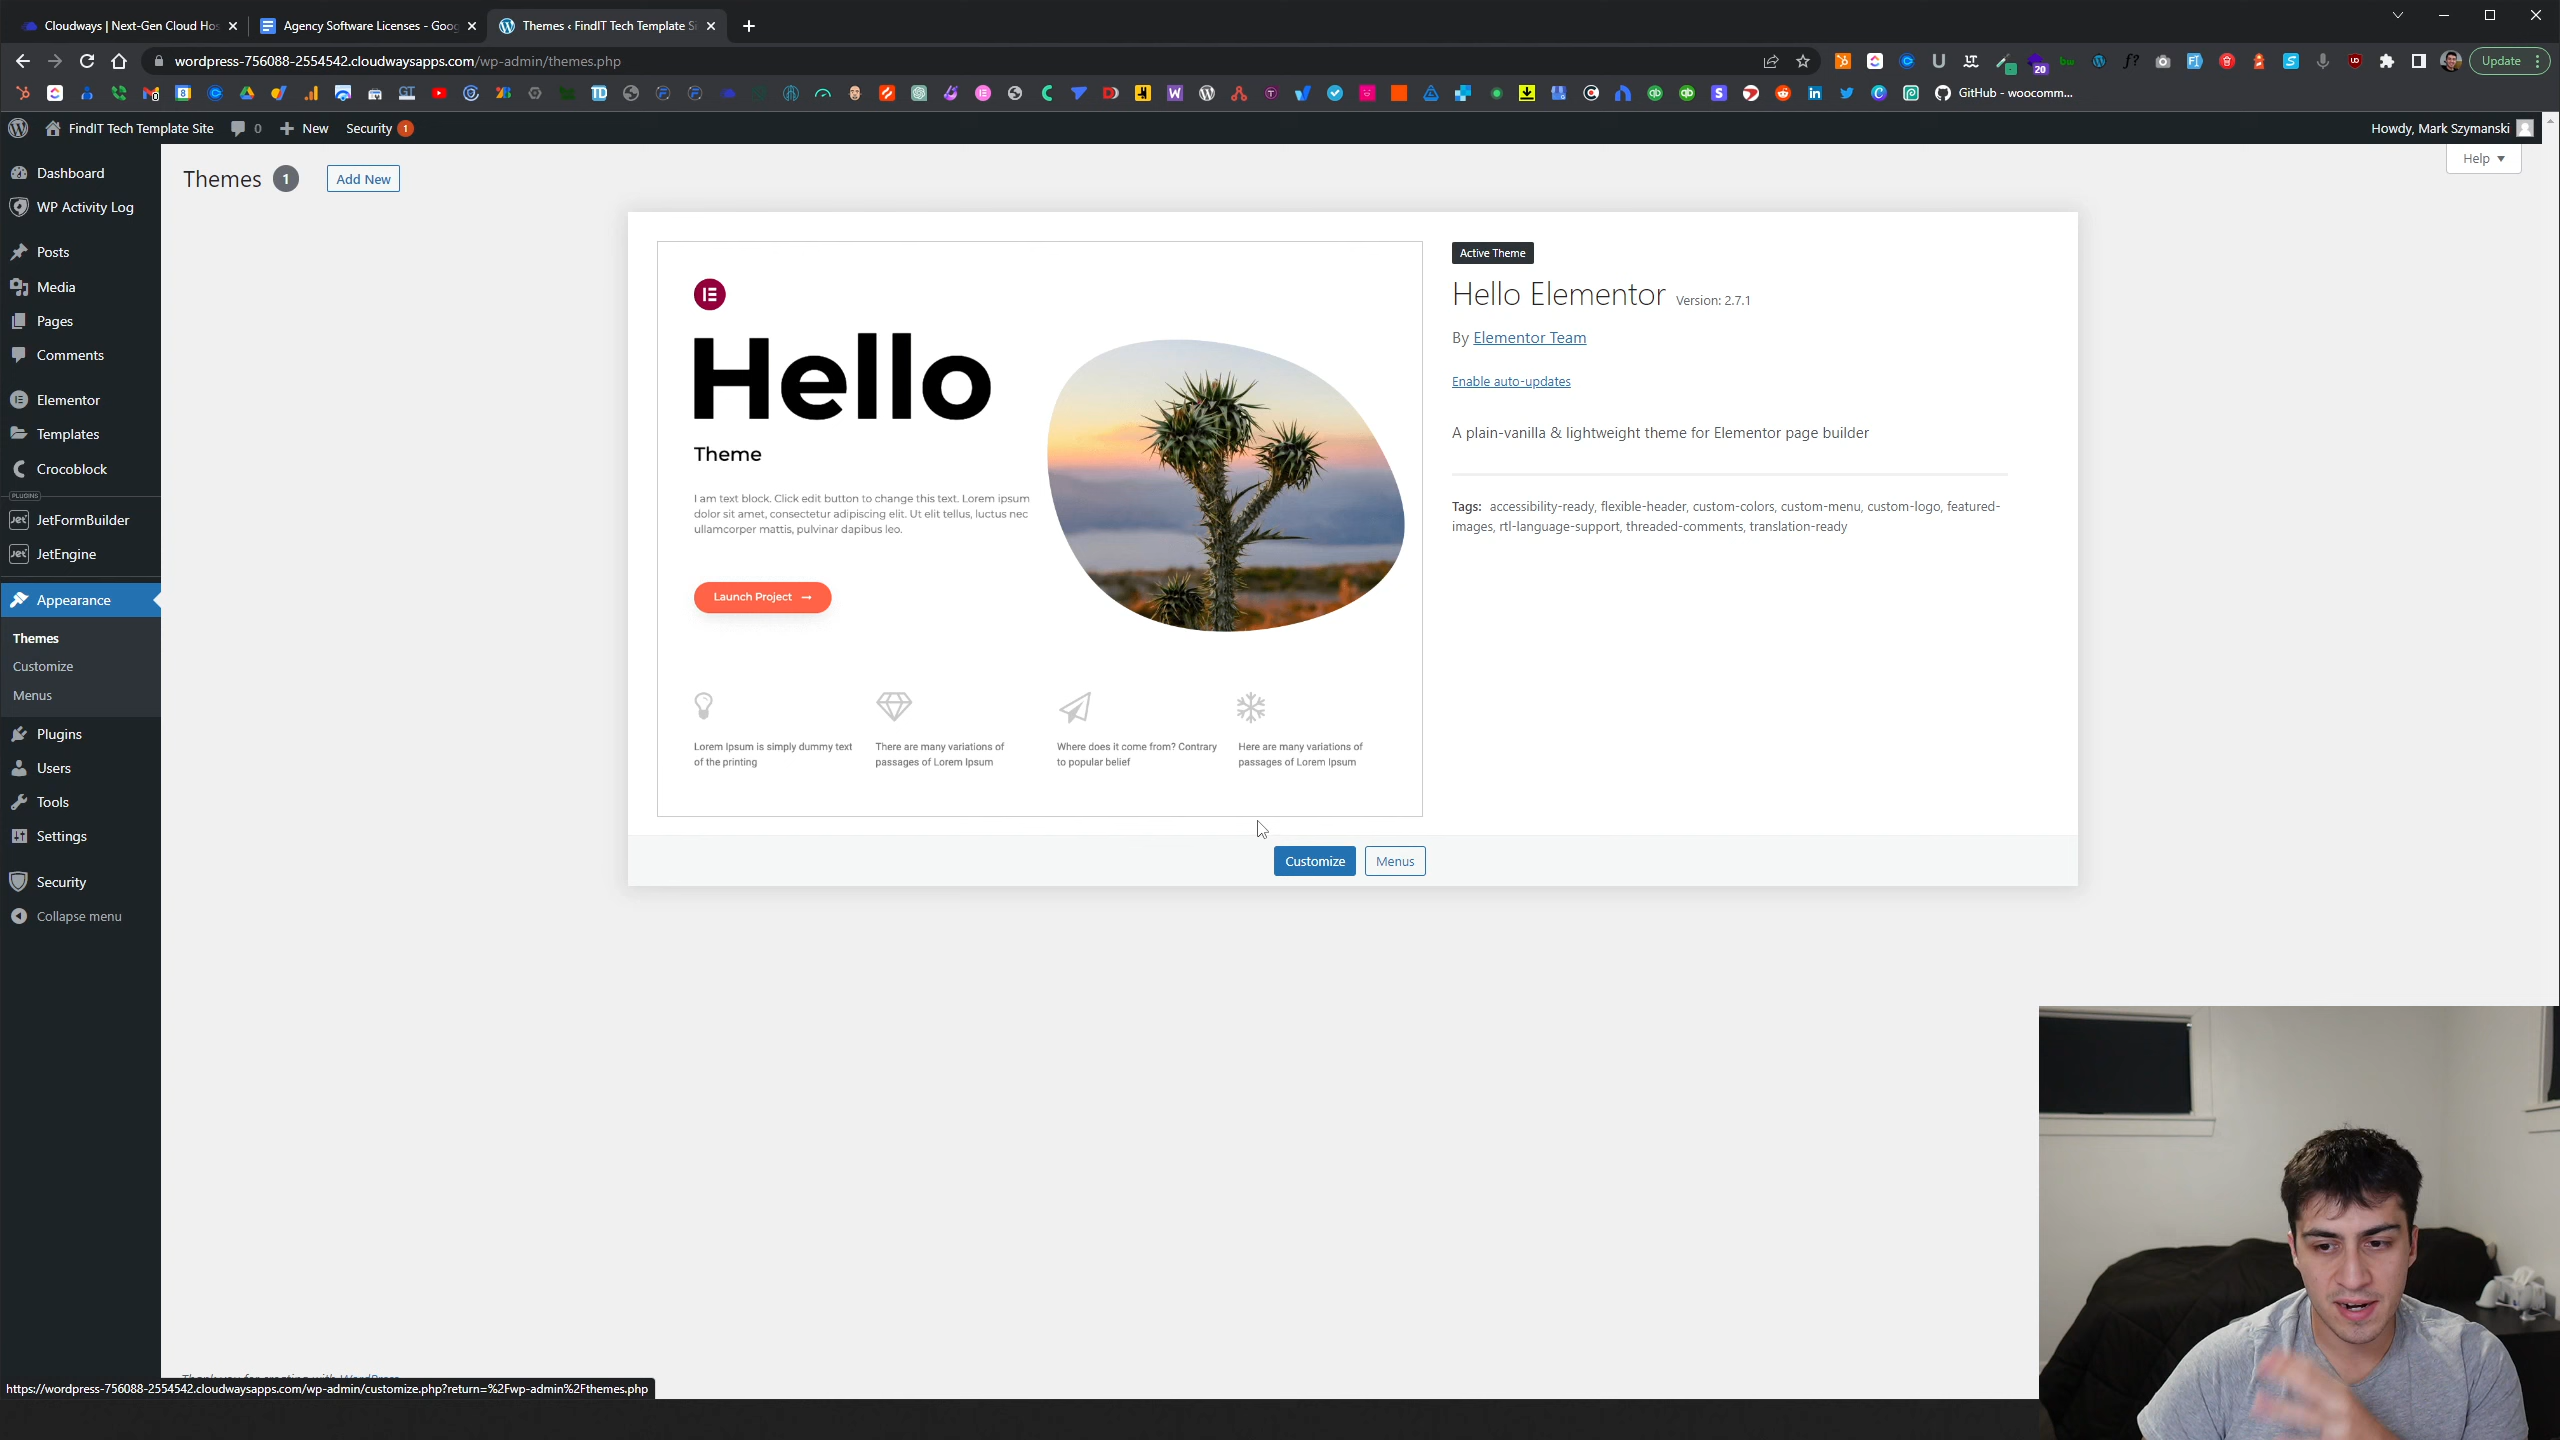 Cloudways | Next-Gen Cloud Hos
Agency Software Licenses - Goog
Themes ‹ FindIT Tech Template Si
wordpress-756088-2554542.cloudwaysapps.com/wp-admin/themes.php
20
Update
GitHub - woocomm...
FindIT Tech Template Site
0
New
Security 1
Howdy, Mark Szymanski
Help
Themes 1
Add New
Dashboard
WP Activity Log
Posts
Media
Pages
Comments
Elementor
Templates
Crocoblock
PLUGINS
JetFormBuilder
JetEngine
Appearance
Themes
Customize
Menus
Plugins
Users
Tools
Settings
Security
Collapse menu
Hello
Theme
I am text block. Click edit button to change this text. Lorem ipsum
dolor sit amet, consectetur adipiscing elit. Ut elit tellus, luctus nec
ullamcorper mattis, pulvinar dapibus leo.
Launch Project →
Lorem Ipsum is simply dummy text
of the printing
There are many variations of
passages of Lorem Ipsum
Where does it come from? Contrary
to popular belief
Here are many variations of
passages of Lorem Ipsum
Active Theme
Hello Elementor Version: 2.7.1
By Elementor Team
Enable auto-updates
A plain-vanilla & lightweight theme for Elementor page builder
Tags: accessibility-ready, flexible-header, custom-colors, custom-menu, custom-logo, featured-
images, rtl-language-support, threaded-comments, translation-ready
Customize
Menus
https://wordpress-756088-2554542.cloudwaysapps.com/wp-admin/customize.php?return=%2Fwp-admin%2Fthemes.php